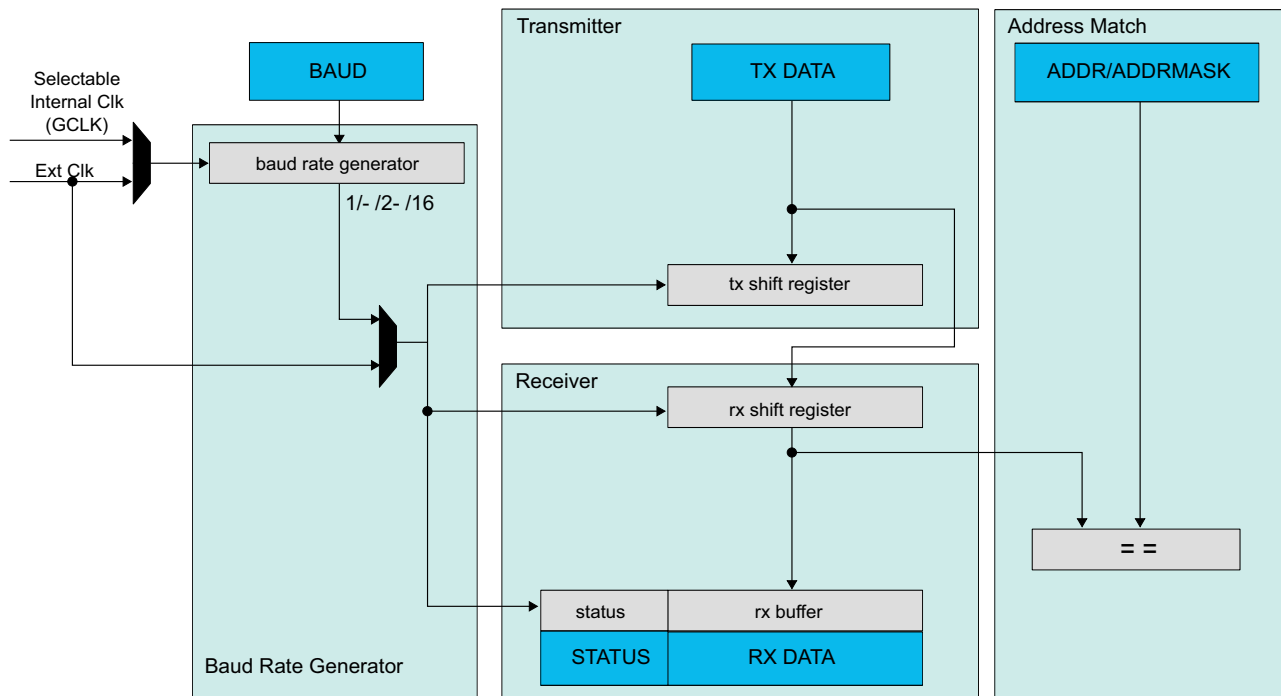 Transmitter
Address Match
BAUD
TX DATA
ADDR/ADDRMASK
Selectable
Internal Clk
(GCLK)
Ext Clk
baud rate generator
1/- /2- /16
tx shift register
Receiver
rx shift register
= =
status
rx buffer
STATUS
RX DATA
Baud Rate Generator